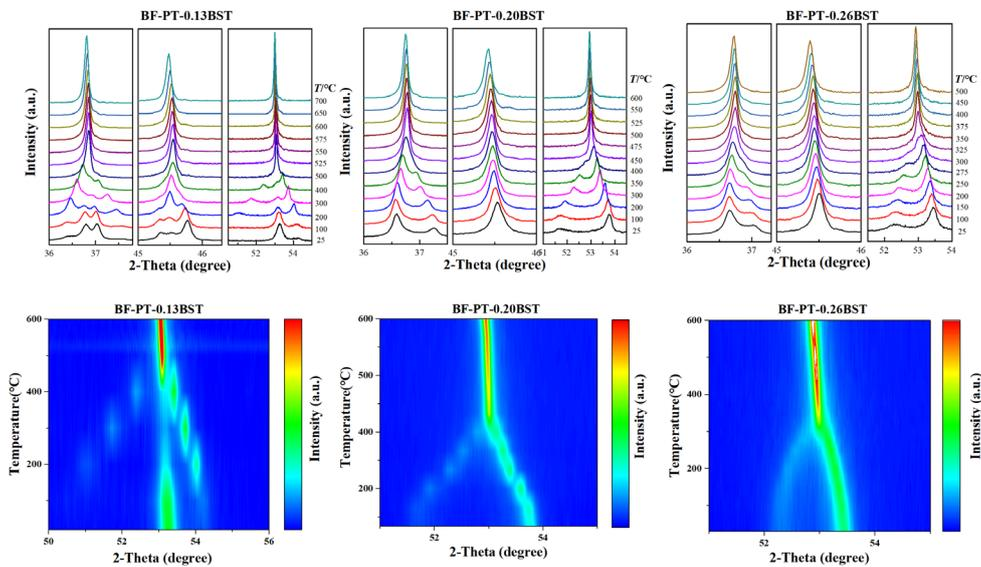 BF-PT-0.13BST
Intensity (a.u.)
T/°C
700
650
600
575
550
525
500
400
300
200
100
25
36 37 45 46 52 53 54
2-Theta (degree)
BF-PT-0.20BST
Intensity (a.u.)
T/°C
600
550
525
500
475
450
400
350
300
200
100
25
36 37 45 52 53 54
2-Theta (degree)
BF-PT-0.26BST
Intensity (a.u.)
500
450
400
350
325
300
275
250
200
150
100
25
36 37 45 46 52 53 54
2-Theta (degree)
BF-PT-0.13BST
Temperature(°C)
600
400
200
50 52 54 56
2-Theta (degree)
Intensity (a.u.)
BF-PT-0.20BST
Temperature(°C)
600
500
400
200
52 54
2-Theta (degree)
Intensity (a.u.)
BF-PT-0.26BST
Temperature(°C)
600
400
200
52 54
2-Theta (degree)
Intensity (a.u.)